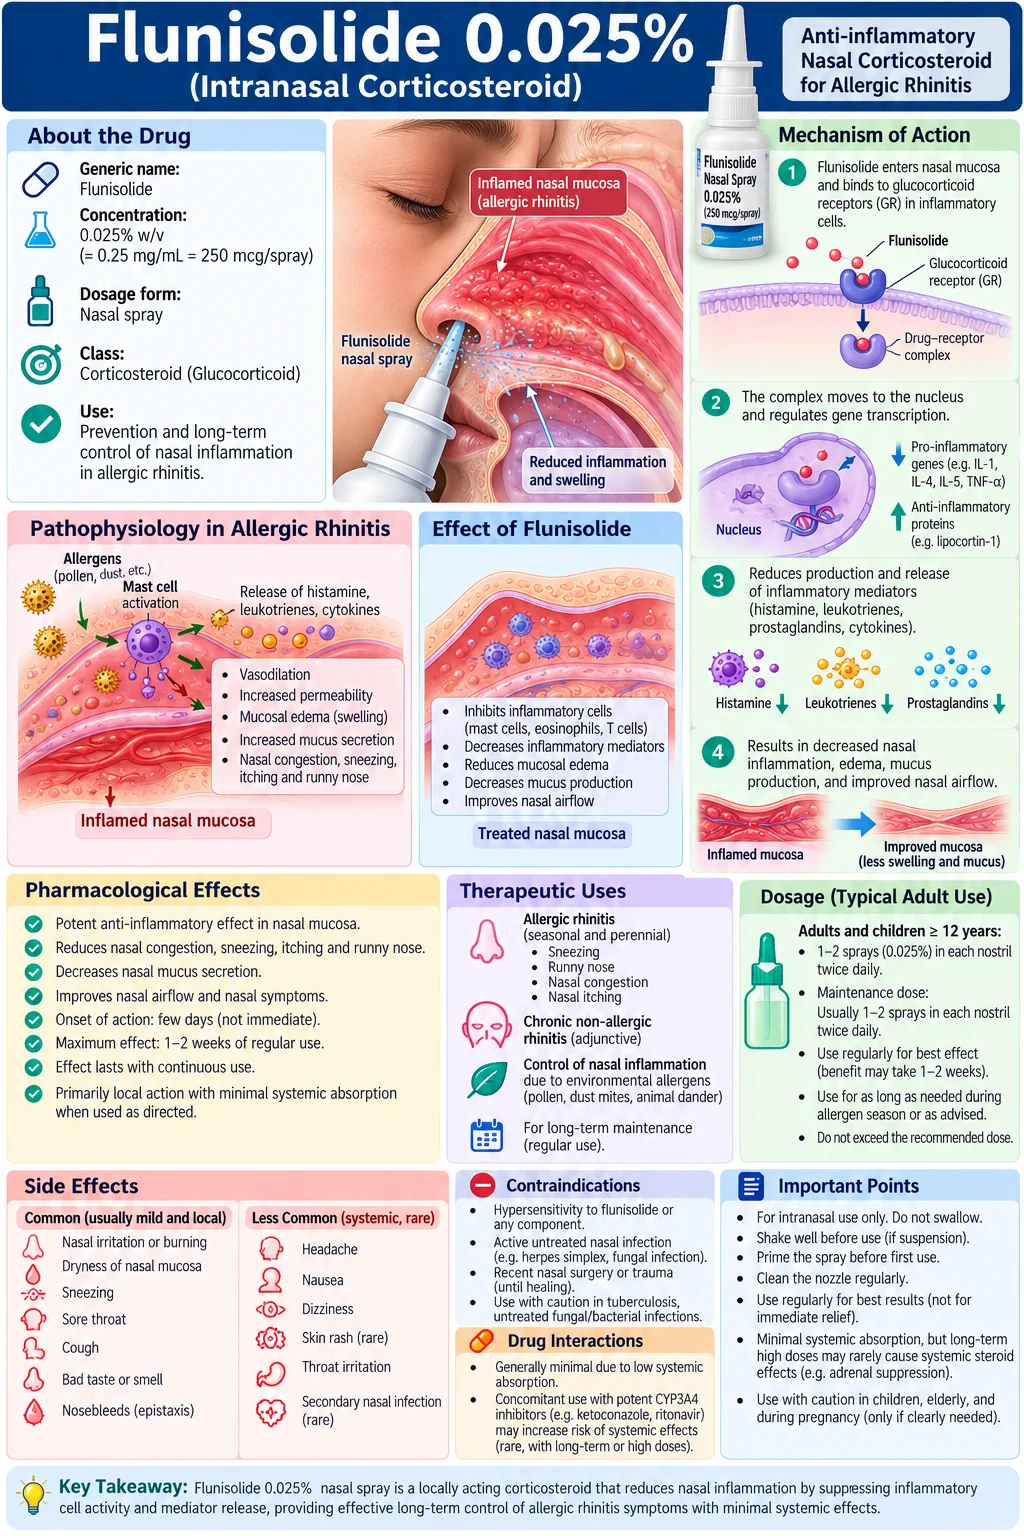 Flunisolide 0.025%
(Intranasal Corticosteroid)
Anti-inflammatory
Nasal Corticosteroid
for Allergic Rhinitis
About the Drug
Generic name:
Flunisolide
Concentration:
0.025% w/v
(= 0.25 mg/mL = 250 mcg/spray)
Dosage form:
Nasal spray
Class:
Corticosteroid (Glucocorticoid)
Use:
Prevention and long-term
control of nasal inflammation
in allergic rhinitis.
Inflamed nasal mucosa
(allergic rhinitis)
Flunisolide
nasal spray
Reduced inflammation
and swelling
Flunisolide
Nasal Spray
0.025%
(250 mcg/spray)
Mechanism of Action
1
Flunisolide enters nasal mucosa
and binds to glucocorticoid
receptors (GR) in inflammatory
cells.
Flunisolide
Glucocorticoid
receptor (GR)
Drug–receptor
complex
2
The complex moves to the nucleus
and regulates gene transcription.
Nucleus
Pro-inflammatory
genes (e.g. IL-1,
IL-4, IL-5, TNF-α)
Anti-inflammatory
proteins
(e.g. lipocortin-1)
3
Reduces production and release
of inflammatory mediators
(histamine, leukotrienes,
prostaglandins, cytokines).
Histamine
Leukotrienes
Prostaglandins
4
Results in decreased nasal
inflammation, edema, mucus
production, and improved nasal airflow.
Inflamed mucosa
Improved mucosa
(less swelling and mucus)
Pathophysiology in Allergic Rhinitis
Allergens
(pollen, dust, etc.)
Mast cell
activation
Release of histamine,
leukotrienes, cytokines
• Vasodilation
• Increased permeability
• Mucosal edema (swelling)
• Increased mucus secretion
• Nasal congestion, sneezing,
itching and runny nose
Inflamed nasal mucosa
Effect of Flunisolide
• Inhibits inflammatory cells
(mast cells, eosinophils, T cells)
• Decreases inflammatory mediators
• Reduces mucosal edema
• Decreases mucus production
• Improves nasal airflow
Treated nasal mucosa
Pharmacological Effects
Potent anti-inflammatory effect in nasal mucosa.
Reduces nasal congestion, sneezing, itching and runny nose.
Decreases nasal mucus secretion.
Improves nasal airflow and nasal symptoms.
Onset of action: few days (not immediate).
Maximum effect: 1–2 weeks of regular use.
Effect lasts with continuous use.
Primarily local action with minimal systemic absorption
when used as directed.
Therapeutic Uses
Allergic rhinitis
(seasonal and perennial)
• Sneezing
• Runny nose
• Nasal congestion
• Nasal itching
Chronic non-allergic
rhinitis (adjunctive)
Control of nasal inflammation
due to environmental allergens
(pollen, dust mites, animal dander)
For long-term maintenance
(regular use).
Dosage (Typical Adult Use)
Adults and children ≥ 12 years:
• 1–2 sprays (0.025%) in each nostril
twice daily.
• Maintenance dose:
Usually 1–2 sprays in each nostril
twice daily.
• Use regularly for best effect
(benefit may take 1–2 weeks).
• Use for as long as needed during
allergen season or as advised.
• Do not exceed the recommended dose.
Side Effects
Common (usually mild and local)
Nasal irritation or burning
Dryness of nasal mucosa
Sneezing
Sore throat
Cough
Bad taste or smell
Nosebleeds (epistaxis)
Less Common (systemic, rare)
Headache
Nausea
Dizziness
Skin rash (rare)
Throat irritation
Secondary nasal infection
(rare)
Contraindications
• Hypersensitivity to flunisolide or
any component.
• Active untreated nasal infection
(e.g. herpes simplex, fungal infection).
• Recent nasal surgery or trauma
(until healing).
• Use with caution in tuberculosis,
untreated fungal/bacterial infections.
Drug Interactions
• Generally minimal due to low systemic
absorption.
• Concomitant use with potent CYP3A4
inhibitors (e.g. ketoconazole, ritonavir)
may increase risk of systemic effects
(rare, with long-term or high doses).
Important Points
• For intranasal use only. Do not swallow.
• Shake well before use (if suspension).
• Prime the spray before first use.
• Clean the nozzle regularly.
• Use regularly for best results (not for
immediate relief).
• Minimal systemic absorption, but long-term
high doses may rarely cause systemic steroid
effects (e.g. adrenal suppression).
• Use with caution in children, elderly, and
during pregnancy (only if clearly needed).
Key Takeaway: Flunisolide 0.025% nasal spray is a locally acting corticosteroid that reduces nasal inflammation by suppressing inflammatory
cell activity and mediator release, providing effective long-term control of allergic rhinitis symptoms with minimal systemic effects.